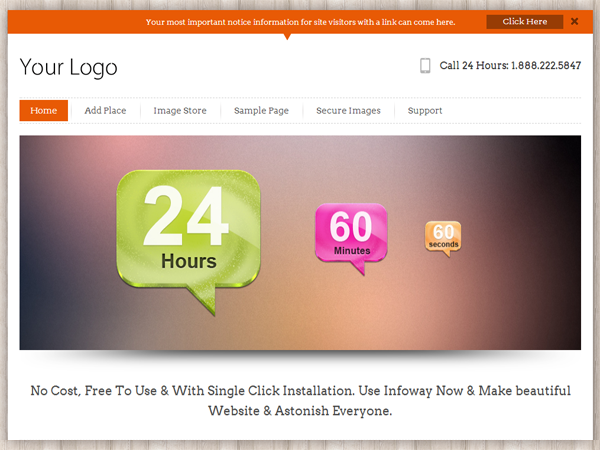 Your most important notice information for site visitors with a link can come here.
Click Here
Your Logo
Call 24 Hours: 1.888.222.5847
Home
Add Place
Image Store
Sample Page
Secure Images
Support
24
Hours
60
Minutes
60
seconds
No Cost, Free To Use & With Single Click Installation. Use Infoway Now & Make beautiful
Website & Astonish Everyone.